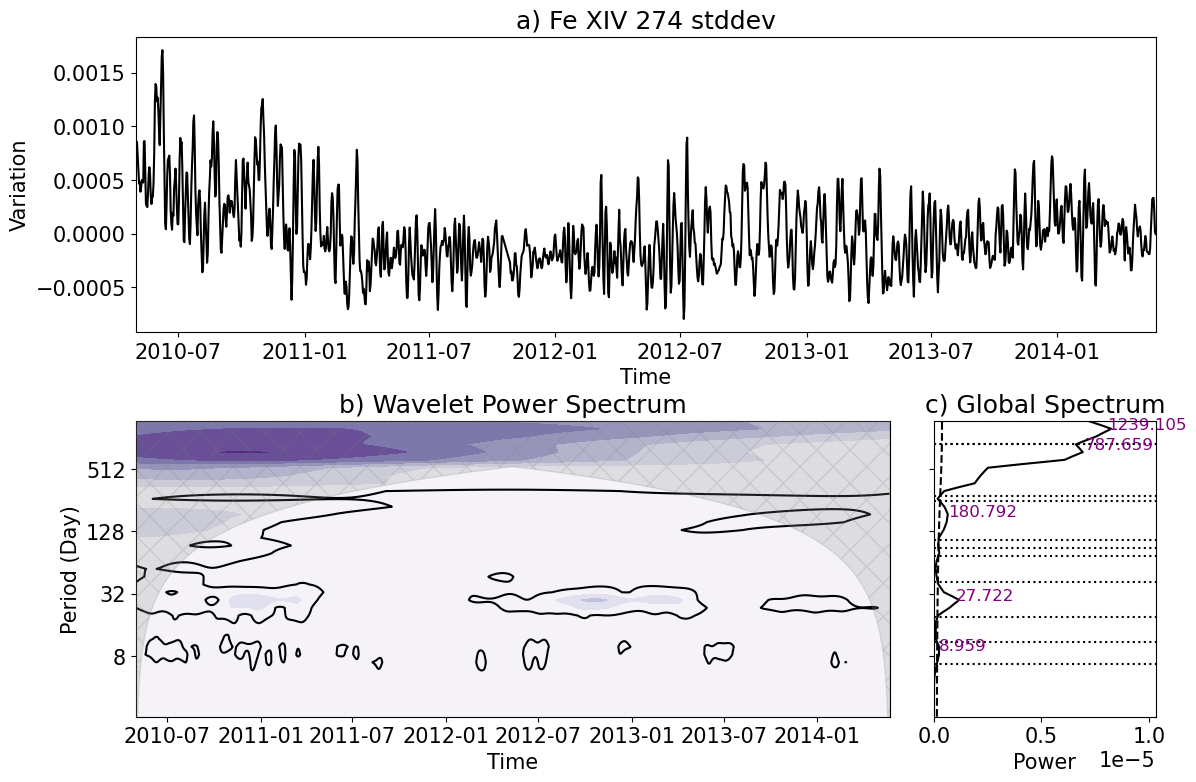 a) Fe XIV 274 stddev
Variation
0.0015
0.0010
0.0005
0.0000
−0.0005
2010-07 2011-01 2011-07 2012-01 2012-07 2013-01 2013-07 2014-01
Time
b) Wavelet Power Spectrum
Period (Day)
512
128
32
8
2010-07 2011-01 2011-07 2012-01 2012-07 2013-01 2013-07 2014-01
Time
c) Global Spectrum
1239.105
787.659
180.792
27.722
8.959
0.0 0.5 1.0
Power 1e−5